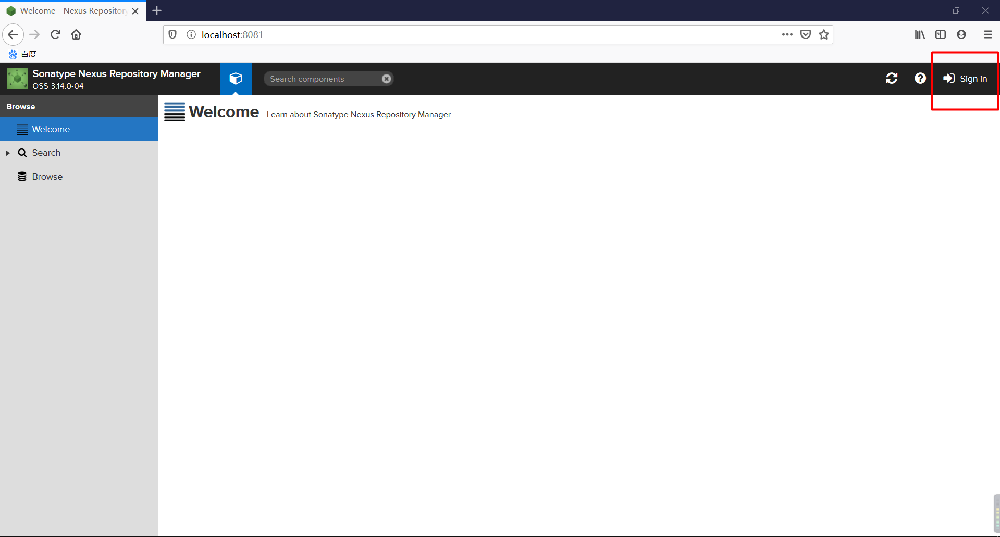 Welcome - Nexus Repository
localhost:8081
百度
Sonatype Nexus Repository Manager
OSS 3.14.0-04
Search components
Sign in
Browse
Welcome
Search
Browse
Welcome Learn about Sonatype Nexus Repository Manager